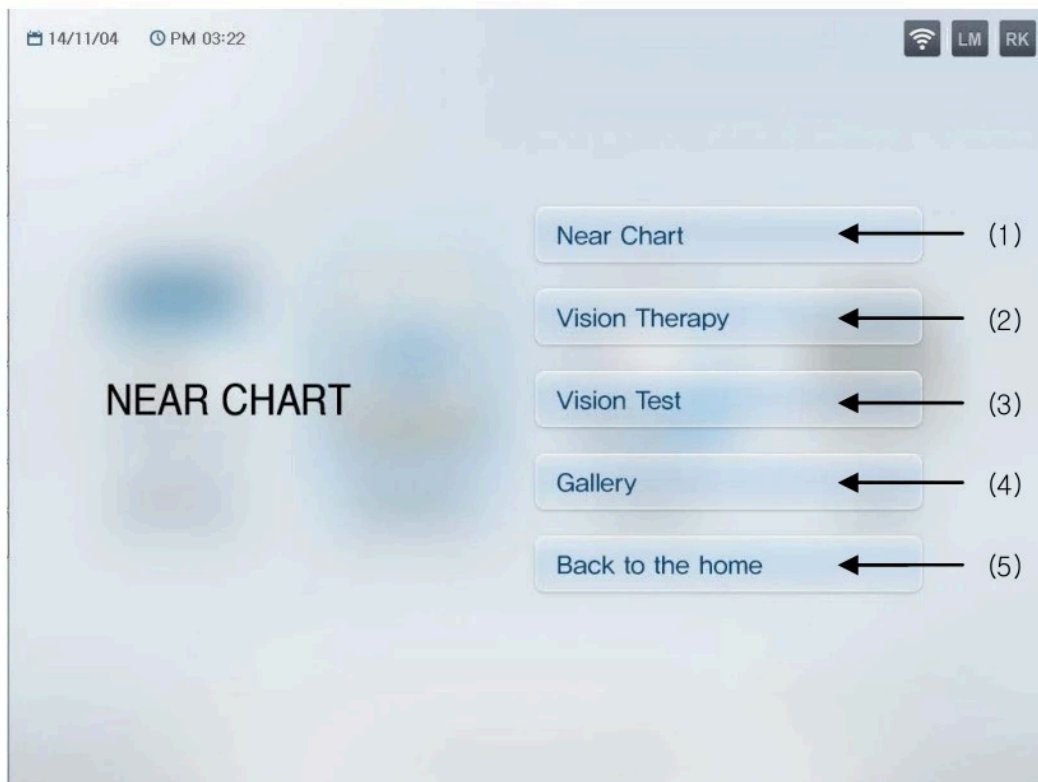 14/11/04 PM 03:22 LM RK
Near Chart (1)
Vision Therapy (2)
NEAR CHART
Vision Test (3)
Gallery (4)
Back to the home (5)